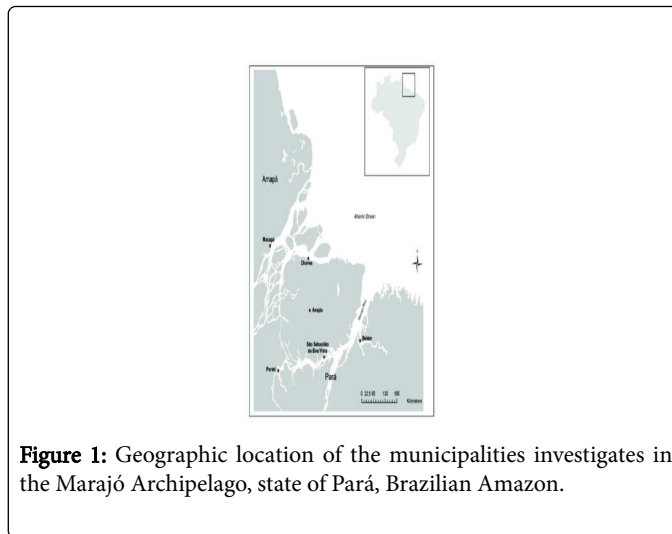 Amapá
Atlantic Ocean
Macapá
Chaves
Anajás
São Sebastião
da Boa Vista
Belém
Portel
Pará
Kilometers
Figure 1: Geographic location of the municipalities investigates in
the Marajó Archipelago, state of Pará, Brazilian Amazon.